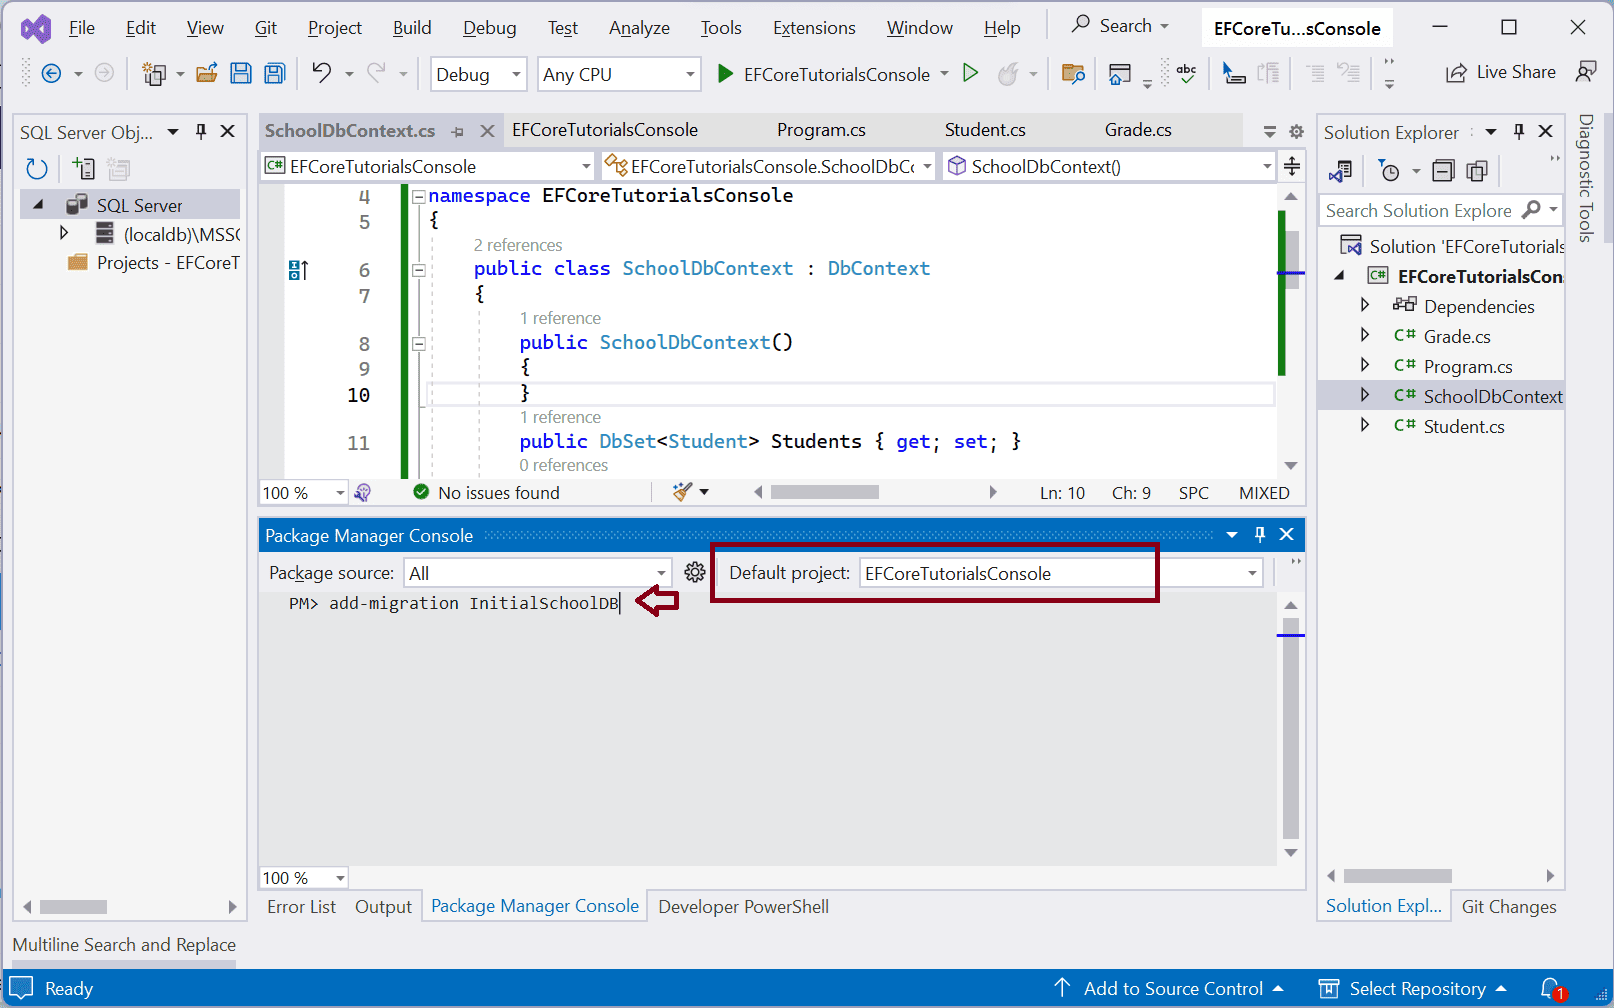 File Edit View Git Project Build Debug Test Analyze Tools Extensions Window Help Search EFCoreTu...sConsole
Debug Any CPU EFCoreTutorialsConsole abc Live Share
SQL Server Obj...
SQL Server
(localdb)\MSSC
Projects - EFCoreT
SchoolDbContext.cs EFCoreTutorialsConsole Program.cs Student.cs Grade.cs
C# EFCoreTutorialsConsole EFCoreTutorialsConsole.SchoolDbCc SchoolDbContext()
4 namespace EFCoreTutorialsConsole
5 {
2 references
6 public class SchoolDbContext : DbContext
7 {
1 reference
8 public SchoolDbContext()
9 {
10 }
1 reference
11 public DbSet<Student> Students { get; set; }
0 references
100 % No issues found Ln: 10 Ch: 9 SPC MIXED
Package Manager Console
Package source: All Default project: EFCoreTutorialsConsole
PM> add-migration InitialSchoolDB
100 %
Error List Output Package Manager Console Developer PowerShell
Solution Explorer
Search Solution Explore
Solution 'EFCoreTutorials
C# EFCoreTutorialsCon
Dependencies
C# Grade.cs
C# Program.cs
C# SchoolDbContext
C# Student.cs
Solution Expl... Git Changes
Diagnostic Tools
Multiline Search and Replace
Ready Add to Source Control Select Repository 1